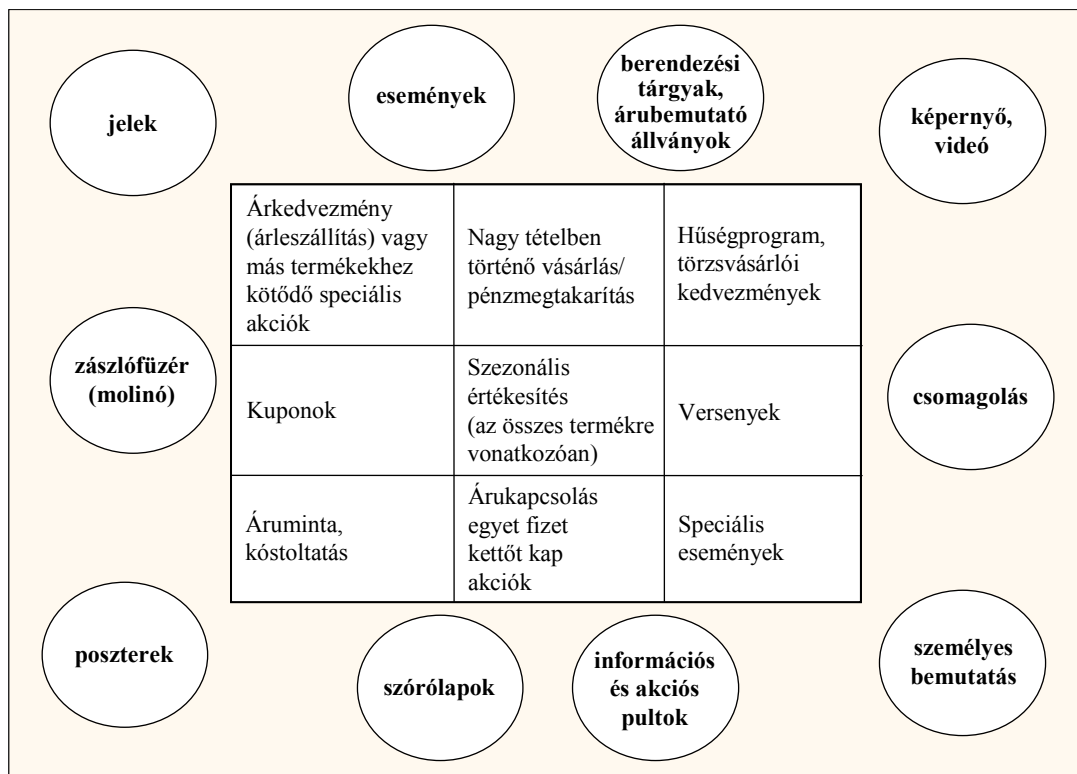 jelek
események
berendezési
tárgyak,
árubemutató
állványok
képernyő,
videó
Árkedvezmény
(árleszállítás) vagy
más termékekhez
kötődő speciális
akciók
Nagy tételben
történő vásárlás/
pénzmegtakarítás
Hűségprogram,
törzsvásárlói
kedvezmények
zászlófüzér
(molinó)
Kuponok
Szezonális
értékesítés
(az összes termékre
vonatkozóan)
Versenyek
csomagolás
Áruminta,
kóstoltatás
Árukapcsolás
egyet fizet
kettőt kap
akciók
Speciális
események
poszterek
szórólapok
információs
és akciós
pultok
személyes
bemutatás